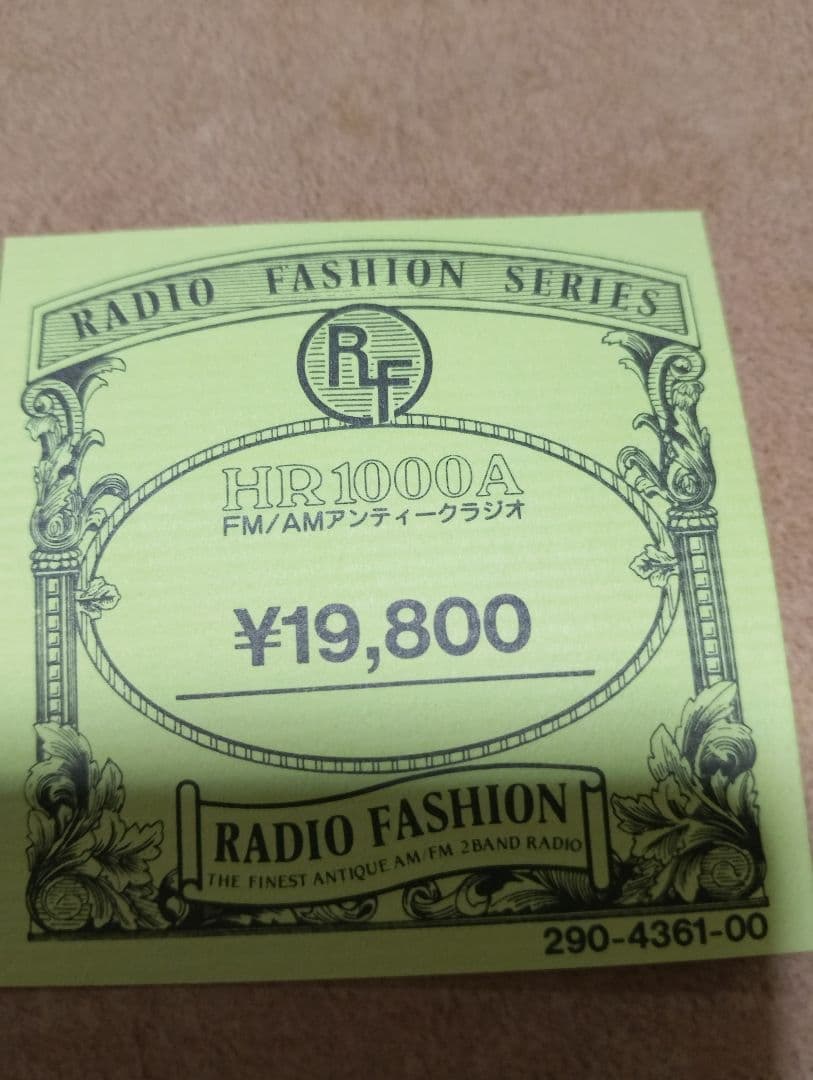 RADIO FASHION SERIES
RF
HR1000A
FM/AMアンティークラジオ
¥19,800
RADIO FASHION
THE FINEST ANTIQUE AM/FM 2BAND RADIO
290-4361-00